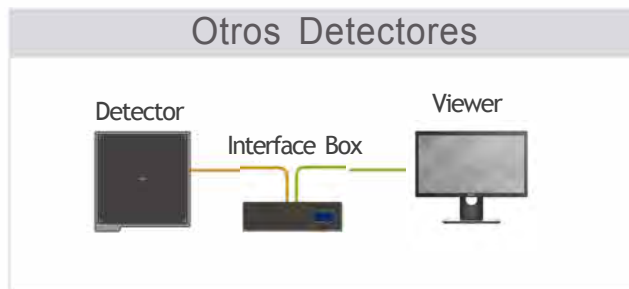 Otros Detectores
Detector
Interface Box
Viewer